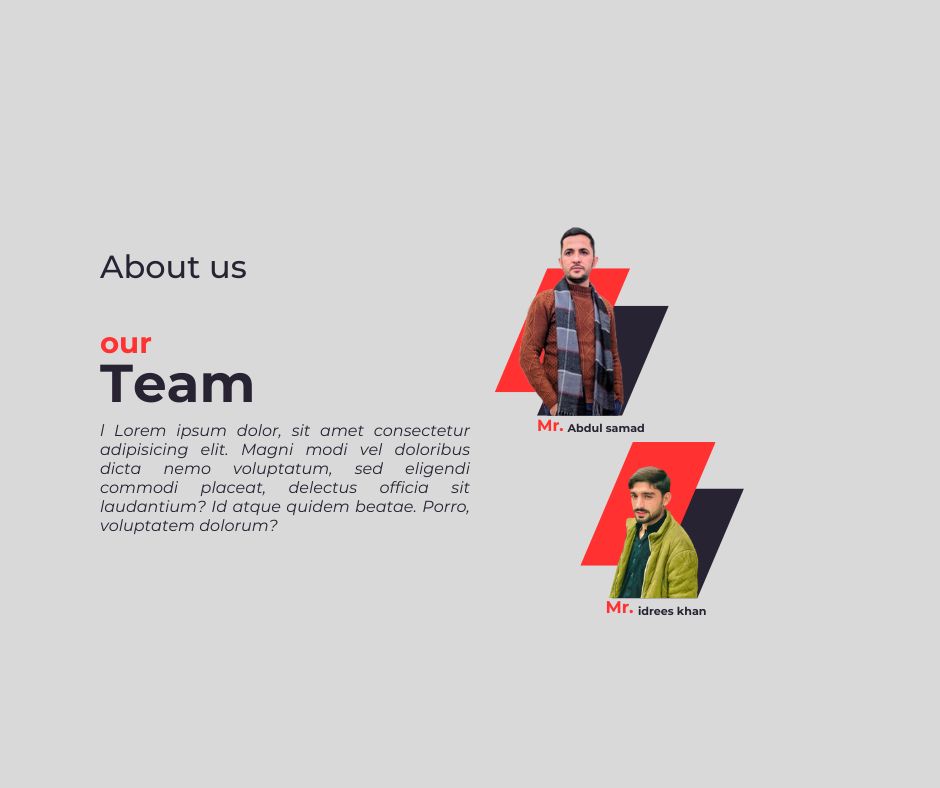 About us
our
Team
l Lorem ipsum dolor, sit amet consectetur
adipisicing elit. Magni modi vel doloribus
dicta nemo voluptatum, sed eligendi
commodi placeat, delectus officia sit
laudantium? Id atque quidem beatae. Porro,
voluptatem dolorum?
Mr. Abdul samad
Mr. idrees khan